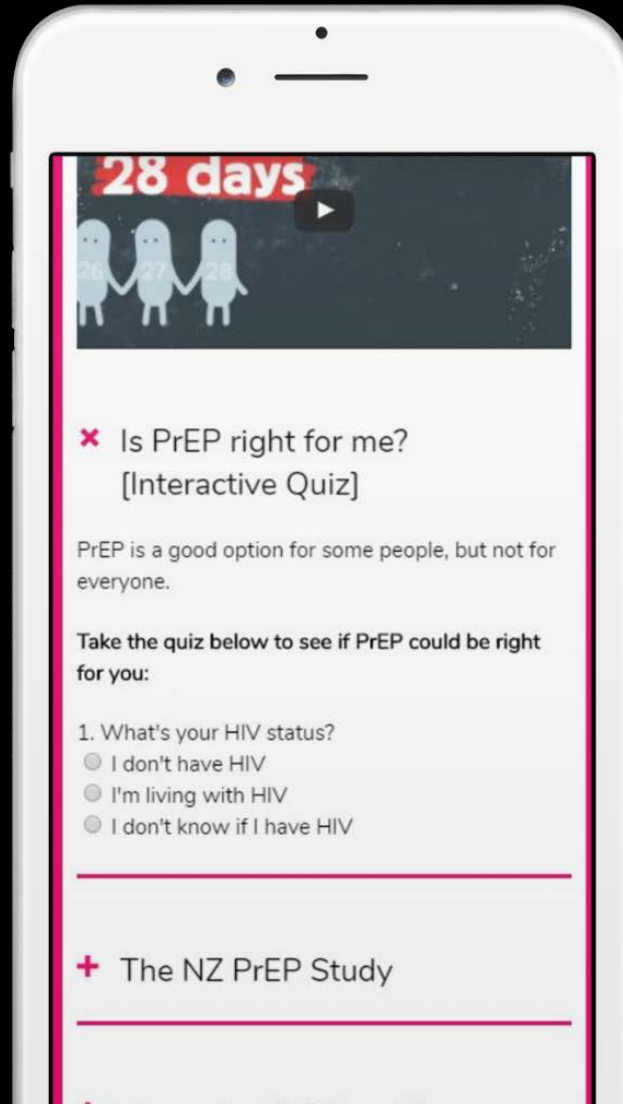 28 days
26 27 28
Is PrEP right for me?
[Interactive Quiz]
PrEP is a good option for some people, but not for
everyone.
Take the quiz below to see if PrEP could be right
for you:
1. What's your HIV status?
I don't have HIV
I'm living with HIV
I don't know if I have HIV
The NZ PrEP Study